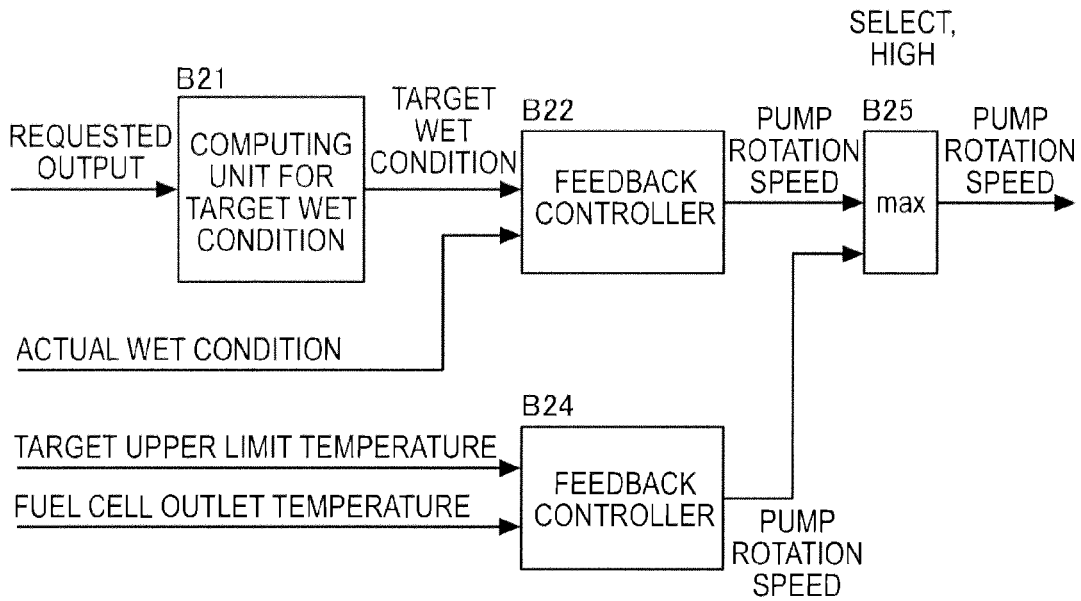 SELECT,
HIGH
B21
REQUESTED
OUTPUT
COMPUTING
UNIT FOR
TARGET WET
CONDITION
TARGET
WET
CONDITION
B22
FEEDBACK
CONTROLLER
PUMP
ROTATION
SPEED
B25
max
PUMP
ROTATION
SPEED
ACTUAL WET CONDITION
B24
TARGET UPPER LIMIT TEMPERATURE
FUEL CELL OUTLET TEMPERATURE
FEEDBACK
CONTROLLER
PUMP
ROTATION
SPEED